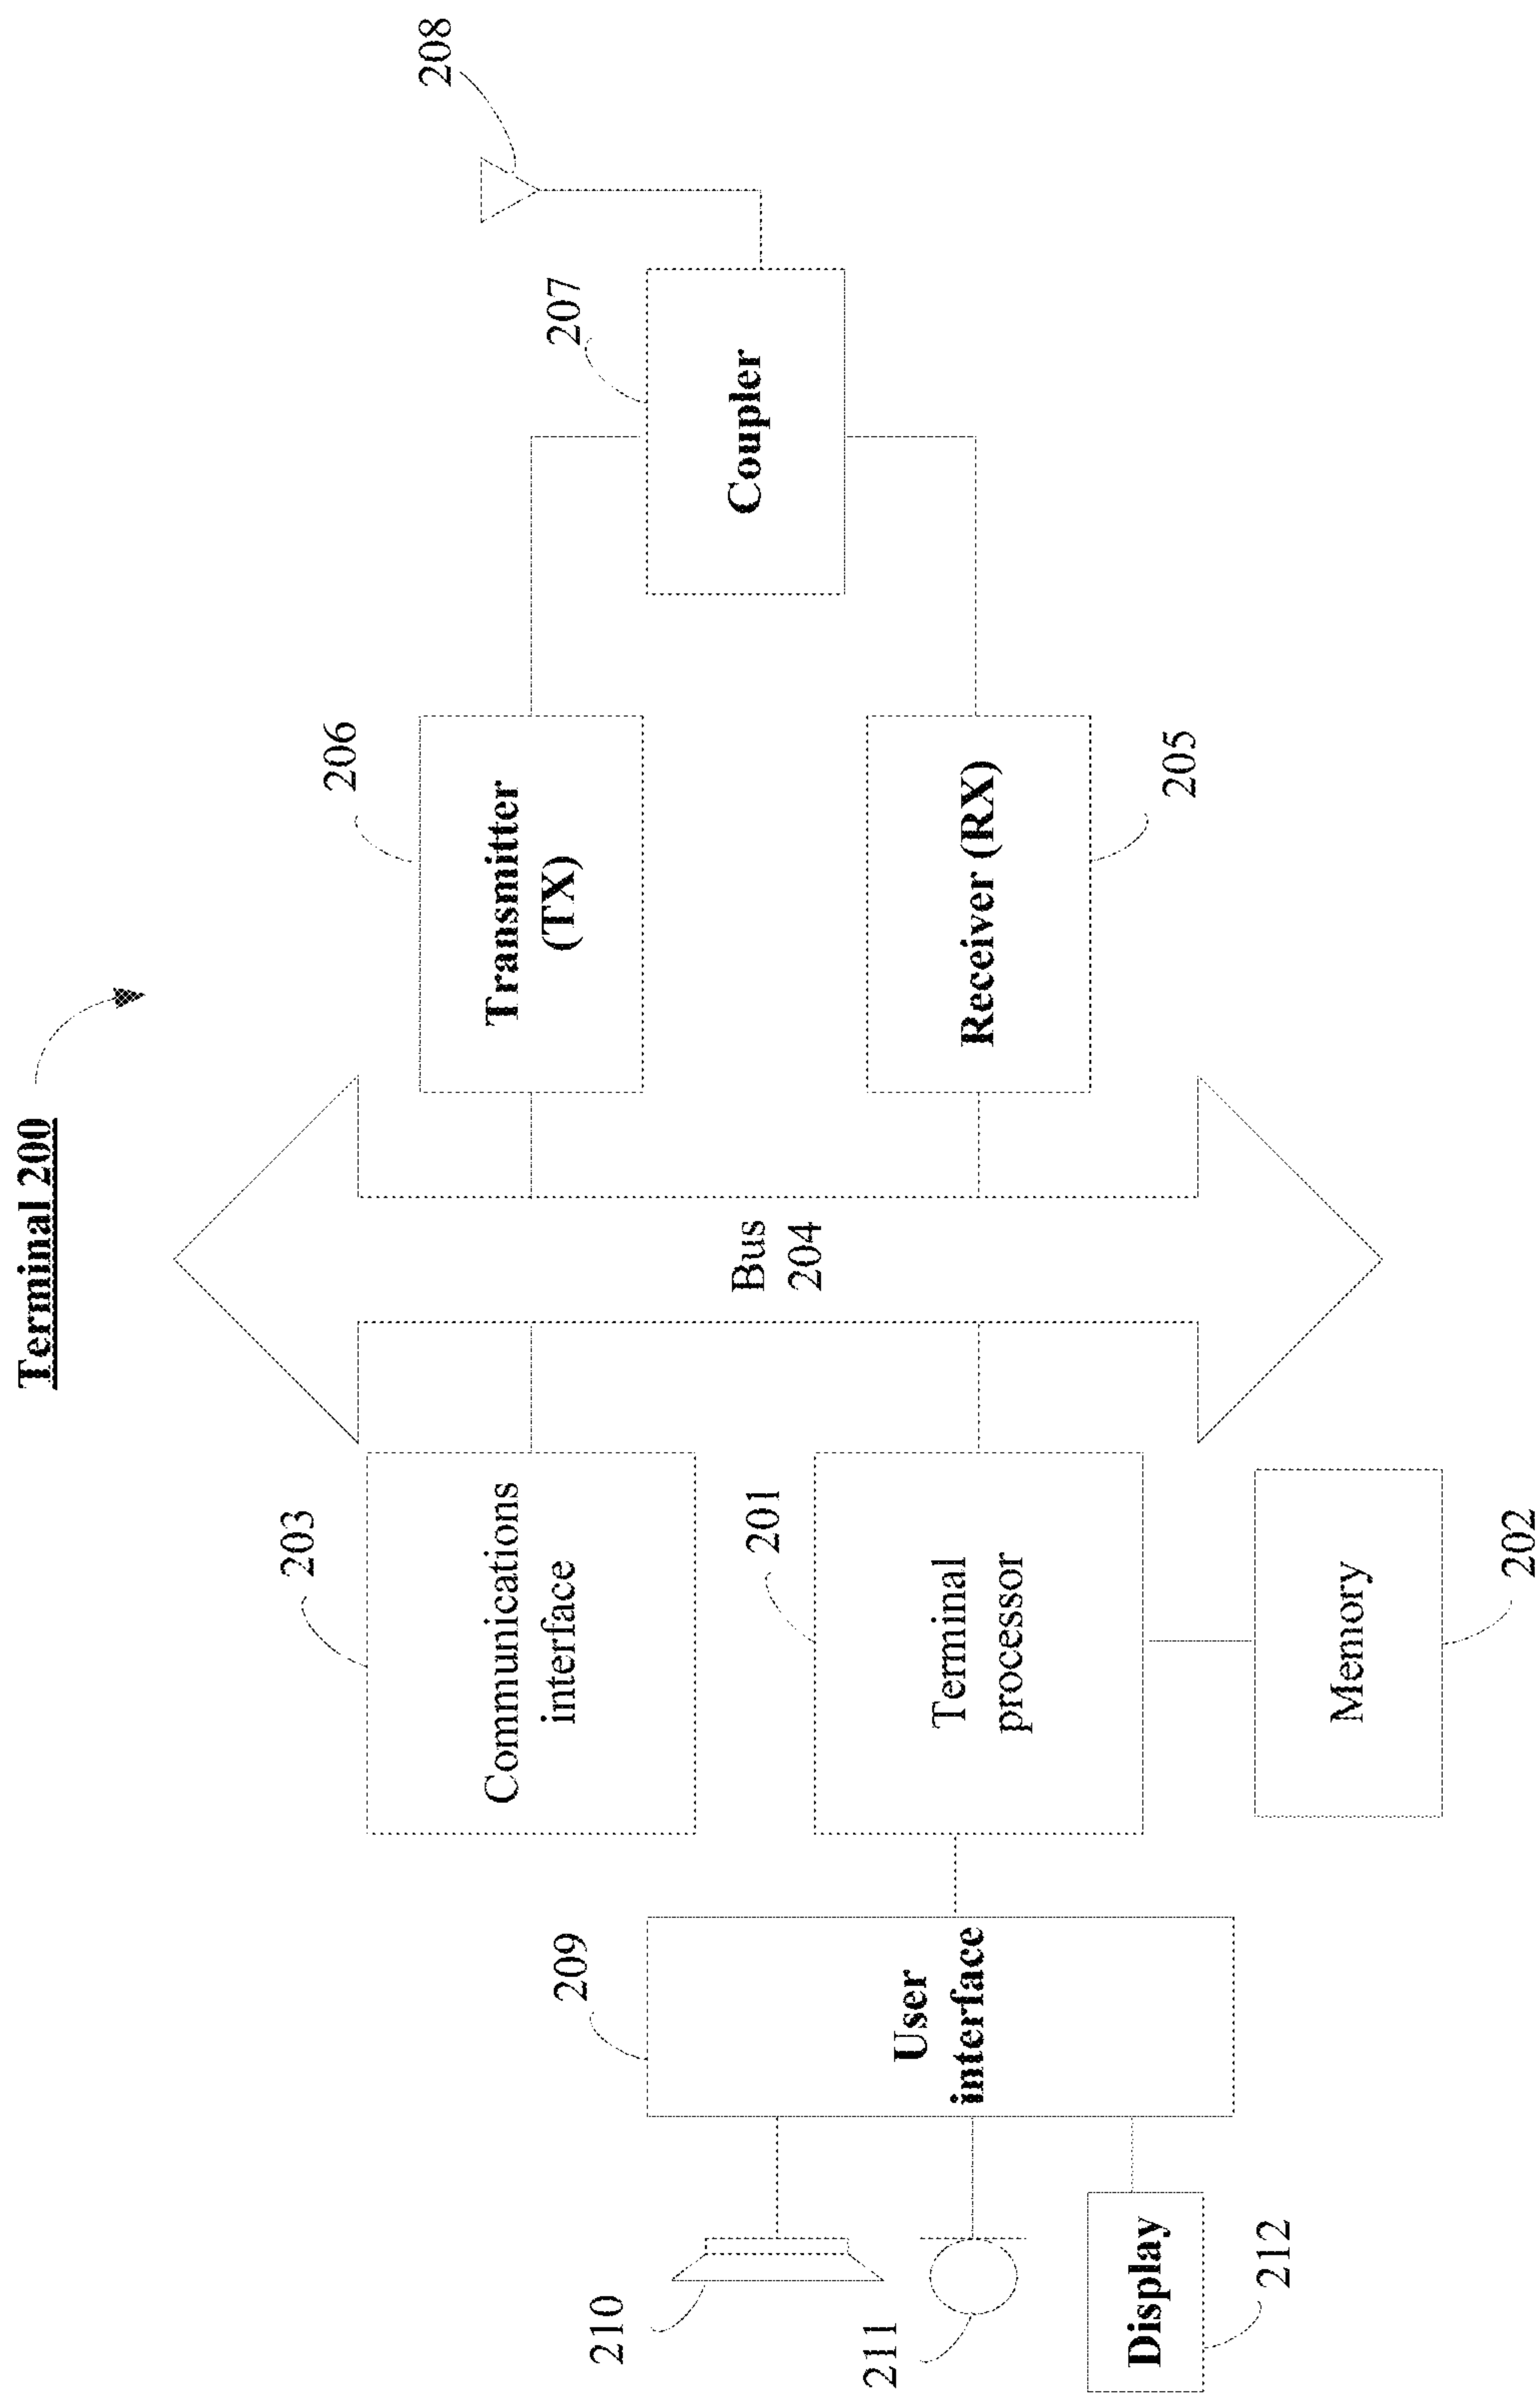 Terminal 200
203
Communications
interface
206
Transmitter
(TX)
209
User
interface
201
Terminal
processor
Bus
204
207
Coupler
208
210
211
Display
212
Memory
202
Receiver (RX)
205